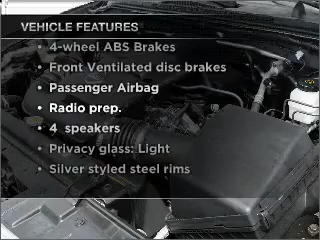 VEHICLE FEATURES
• 4-wheel ABS Brakes
• Front Ventilated disc brakes
• Passenger Airbag
• Radio prep.
• 4 speakers
• Privacy glass: Light
• Silver styled steel rims